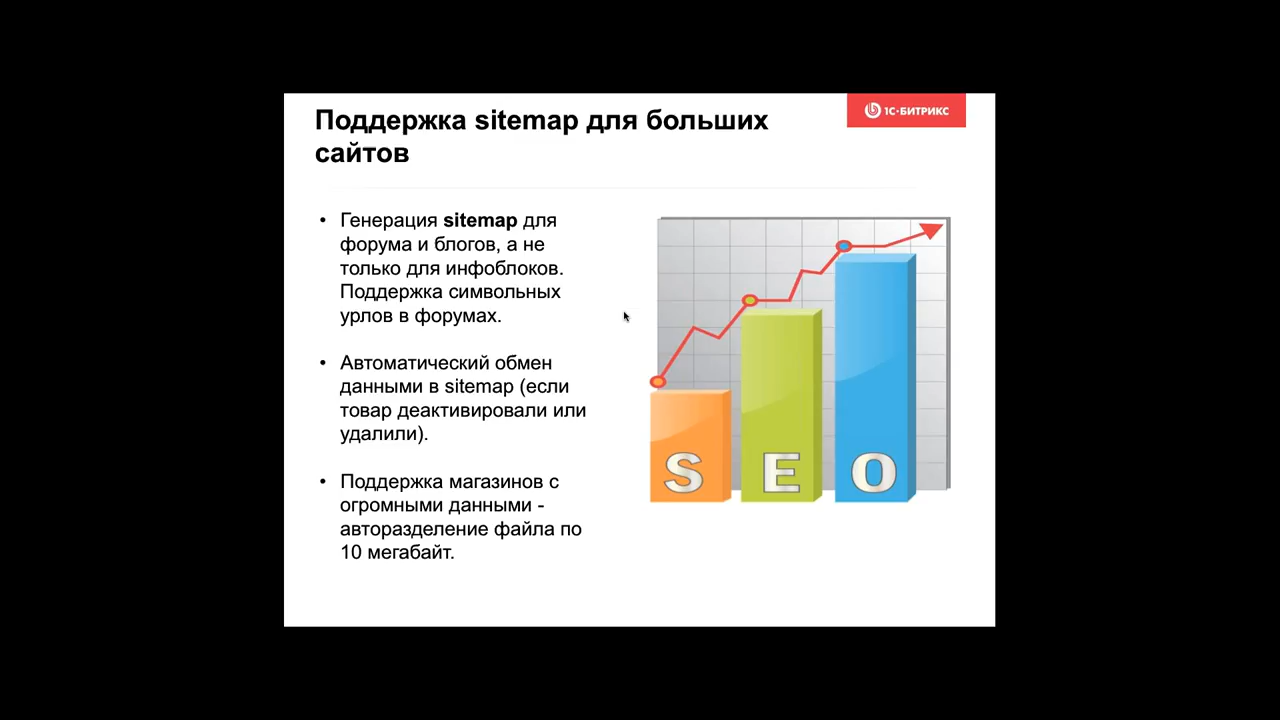 Поддержка sitemap для больших
сайтов
1С-БИТРИКС
• Генерация sitemap для
форума и блогов, а не
только для инфоблоков.
Поддержка символьных
урлов в форумах.
• Автоматический обмен
данными в sitemap (если
товар деактивировали или
удалили).
• Поддержка магазинов с
огромными данными -
авторазделение файла по
10 мегабайт.
S E O